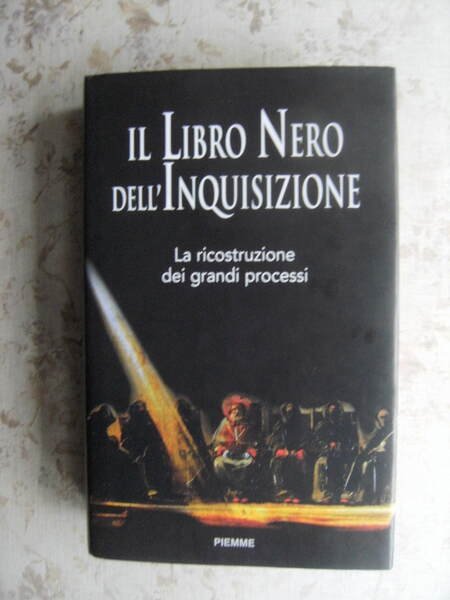 IL LIBRO NERO
DELL'INQUISIZIONE
La ricostruzione
dei grandi processi
PIEMME